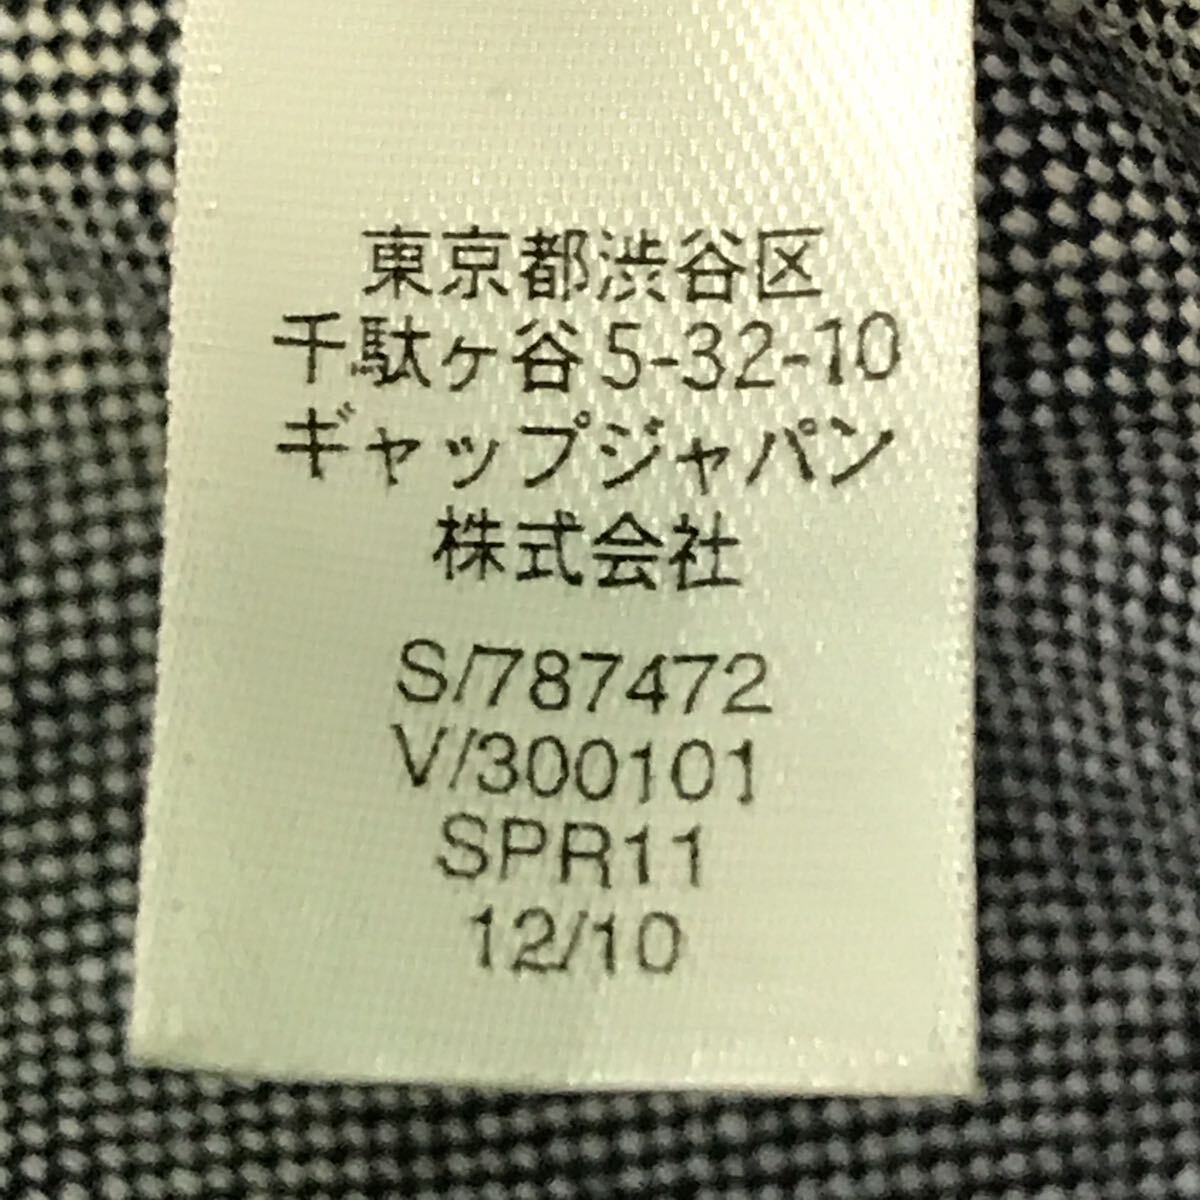 東京都渋谷区
千駄ヶ谷5-32-10
ギャップジャパン
株式会社
S/787472
V/300101
SPR11
12/10